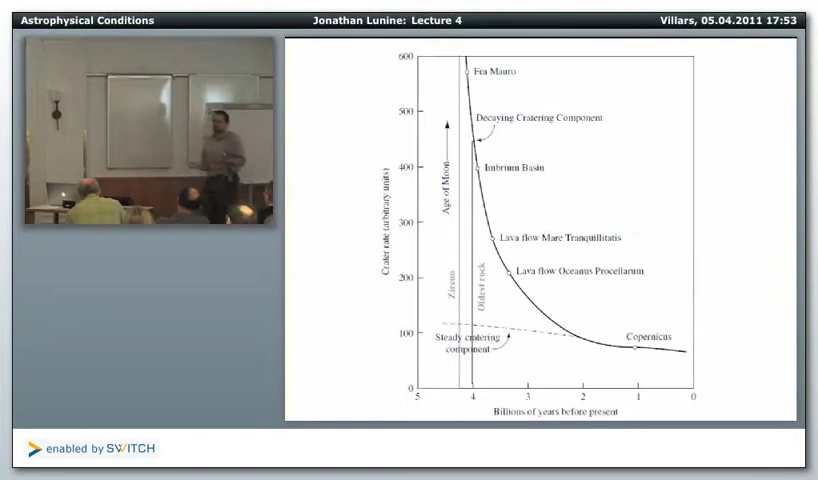 Astrophysical Conditions
Jonathan Lunine: Lecture 4
Villars, 05.04.2011 17:53
600
500
400
300
200
100
0
Crater rate (arbitrary units)
Fra Mauro
Decaying Cratering Component
Age of Moon
Imbrium Basin
Lava flow Mare Tranquillitatis
Lava flow Oceanus Procellarum
Zircon
Oldest rock
Steady cratering
component
Copernicus
5
4
3
2
1
0
Billions of years before present
enabled by SWITCH